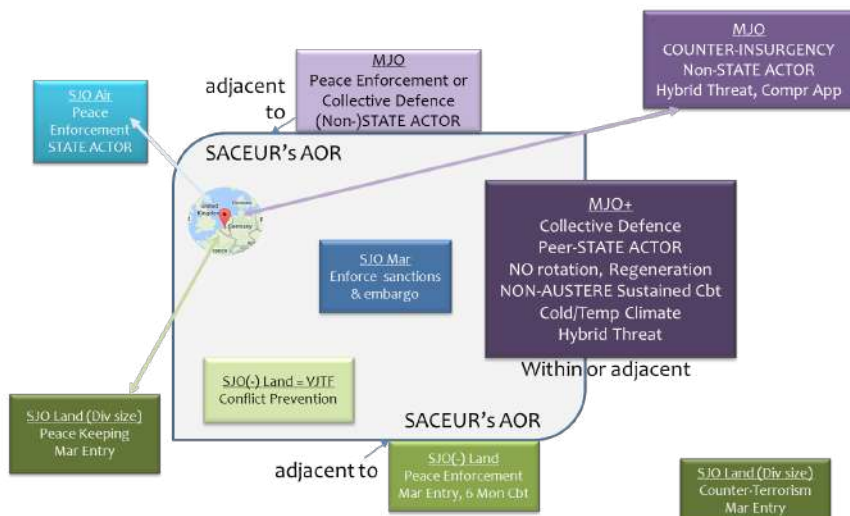 MJO
COUNTER-INSURGENCY
Non-STATE ACTOR
Hybrid Threat, Compr App
MJO
Peace Enforcement or
Collective Defence
(Non-)STATE ACTOR
adjacent
to
SJO Air
Peace
Enforcement
STATE ACTOR
SACEUR's AOR
United
Kingdom
Germany
MJO+
Collective Defence
Peer-STATE ACTOR
NO rotation, Regeneration
NON-AUSTERE Sustained Cbt
Cold/Temp Climate
Hybrid Threat
SJO Mar
Enforce sanctions
& embargo
Within or adjacent
SJO(-) Land = VJTF
Conflict Prevention
SJO Land (Div size)
Peace Keeping
Mar Entry
SACEUR's AOR
adjacent to
SJO(-) Land
Peace Enforcement
Mar Entry, 6 Mon Cbt
SJO Land (Div size)
Counter-Terrorism
Mar Entry